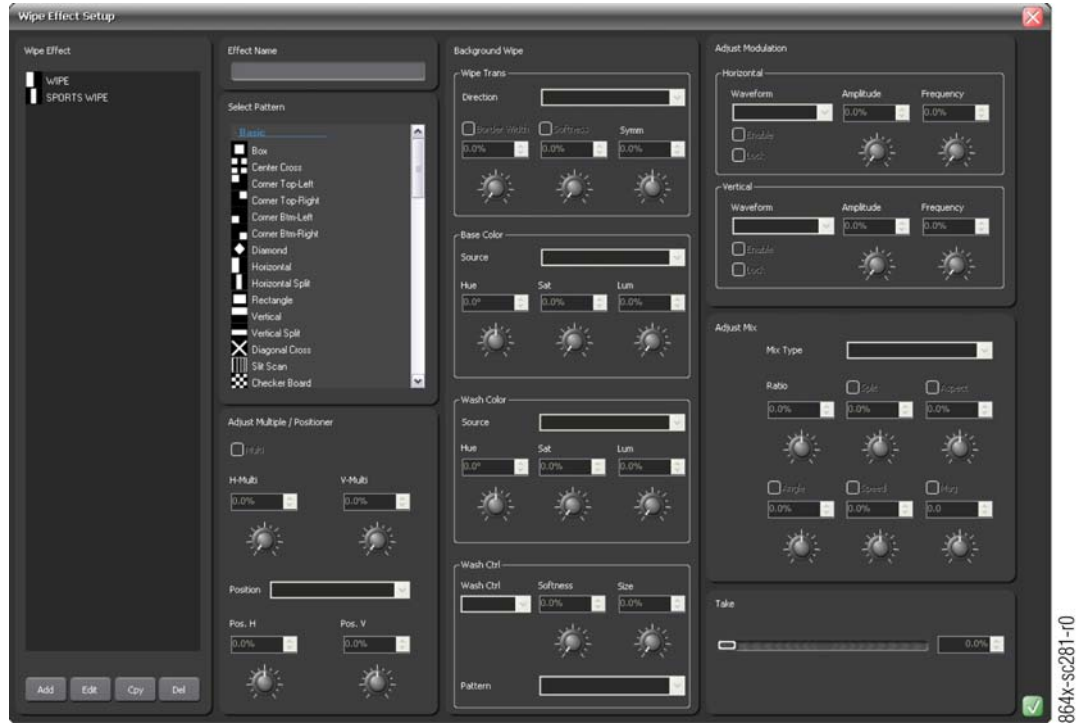 Wipe Effect Setup
Wipe Effect
WIPE
SPORTS WIPE
Add
Edit
Cpy
Del
Effect Name
Select Pattern
Basic
Box
Center Cross
Corner Top-Left
Corner Top-Right
Corner Btm-Left
Corner Btm-Right
Diamond
Horizontal
Horizontal Split
Rectangle
Vertical
Vertical Split
Diagonal Cross
Slit Scan
Checker Board
Adjust Multiple / Positioner
Multi
H-Multi V-Multi
0.0% 0.0%
Position
Pos. H Pos. V
0.0% 0.0%
Background Wipe
Wipe Trans
Direction
Border Width Softness Symm
0.0% 0.0% 0.0%
Base Color
Source
Hue Sat Lum
0.0° 0.0% 0.0%
Wash Color
Source
Hue Sat Lum
0.0° 0.0% 0.0%
Wash Ctrl
Wash Ctrl Softness Size
0.0% 0.0%
Pattern
Adjust Modulation
Horizontal
Waveform Amplitude Frequency
0.0% 0.0%
Enable
Lock
Vertical
Waveform Amplitude Frequency
0.0% 0.0%
Enable
Lock
Adjust Mix
Mix Type
Ratio Split Aspect
0.0% 0.0% 0.0%
Angle Speed Mag
0.0% 0.0% 0.0
Take
0.0%
864x-sc281-r0